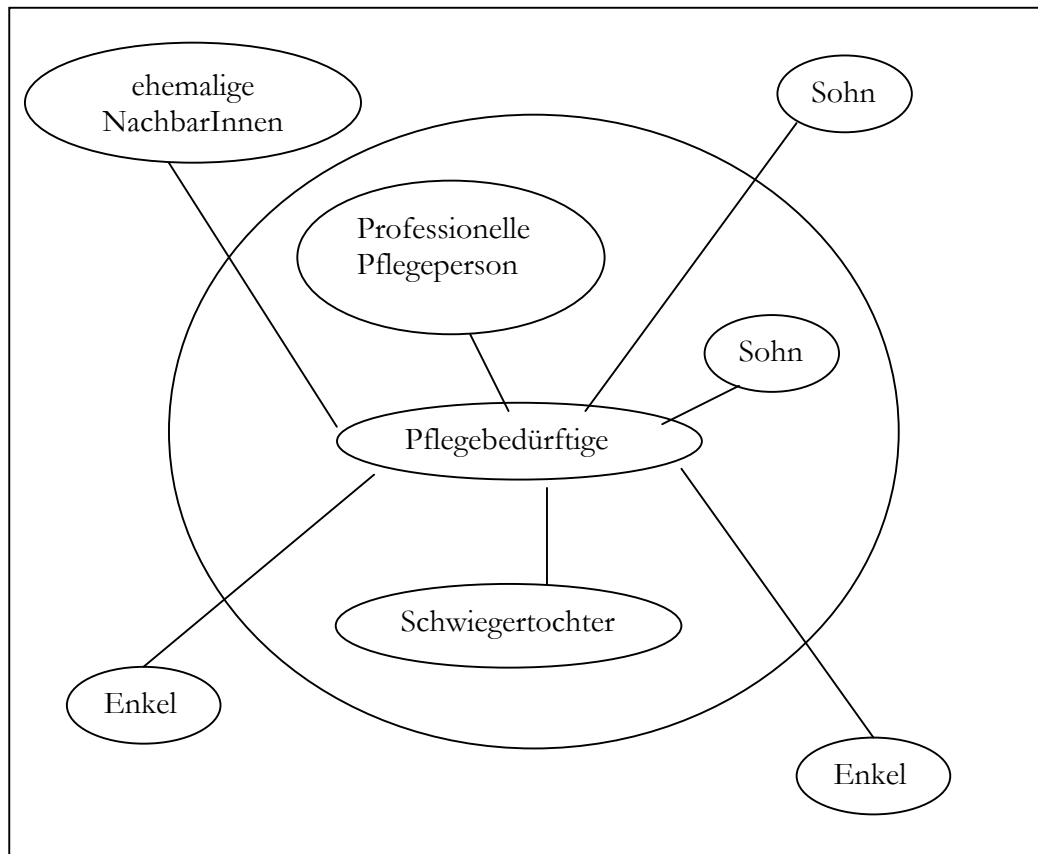 ehemalige
NachbarInnen
Sohn
Professionelle
Pflegeperson
Sohn
Pflegebedürftige
Schwiegertochter
Enkel
Enkel